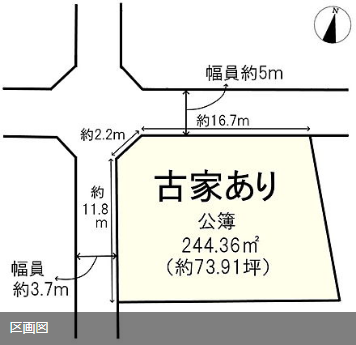 N
幅員約5m
約16.7m
約2.2m
古家あり
約
11.8
m
公簿
244.36㎡
(約73.91坪)
幅員
約3.7m
区画図